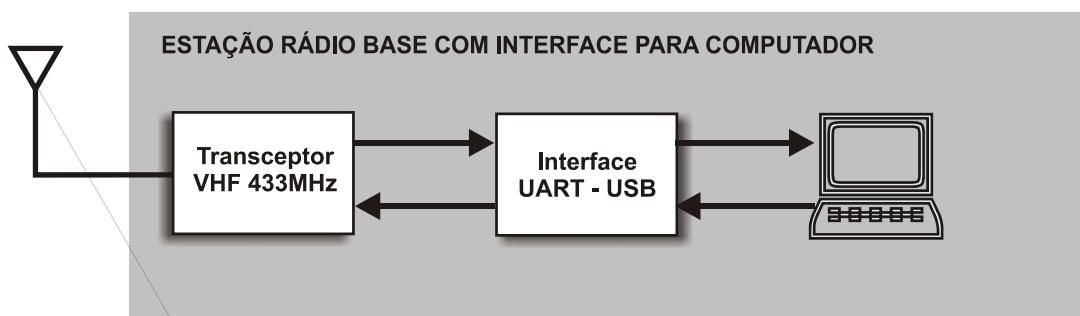 ESTAÇÃO RÁDIO BASE COM INTERFACE PARA COMPUTADOR
Transceptor
VHF 433MHz
Interface
UART - USB